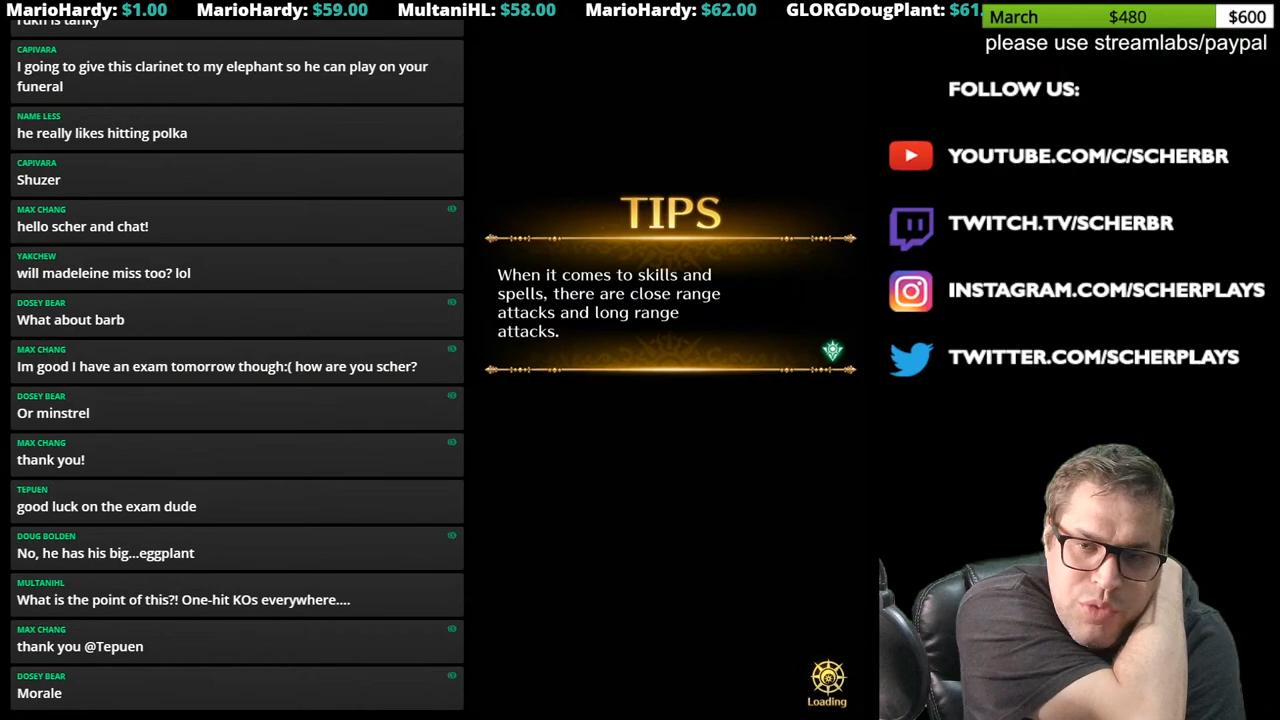 MarioHardy: $1.00 MarioHardy: $59.00 MultaniHL: $58.00 MarioHardy: $62.00 GLORGDougPlant: $61.
March $480 $600
please use streamlabs/paypal
CAPIVARA
I going to give this clarinet to my elephant so he can play on your
funeral
NAME LESS
he really likes hitting polka
CAPIVARA
Shuzer
MAX CHANG
hello scher and chat!
YAKCHEW
will madeleine miss too? lol
DOSEY BEAR
What about barb
MAX CHANG
Im good I have an exam tomorrow though:( how are you scher?
DOSEY BEAR
Or minstrel
MAX CHANG
thank you!
TEPUEN
good luck on the exam dude
DOUG BOLDEN
No, he has his big...eggplant
MULTANIHL
What is the point of this?! One-hit KOs everywhere....
MAX CHANG
thank you @Tepuen
DOSEY BEAR
Morale
TIPS
When it comes to skills and
spells, there are close range
attacks and long range
attacks.
Loading
FOLLOW US:
YOUTUBE.COM/C/SCHERBR
TWITCH.TV/SCHERBR
INSTAGRAM.COM/SCHERPLAYS
TWITTER.COM/SCHERPLAYS